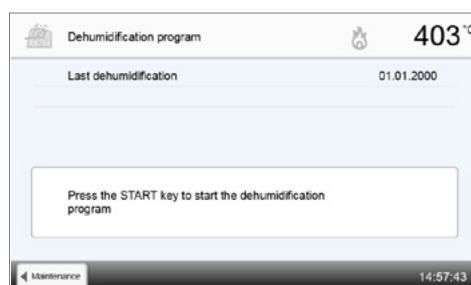 Dehumidification program 403°C
Last dehumidification 01.01.2000
Press the START key to start the dehumidification
program
Maintenance 14:57:43